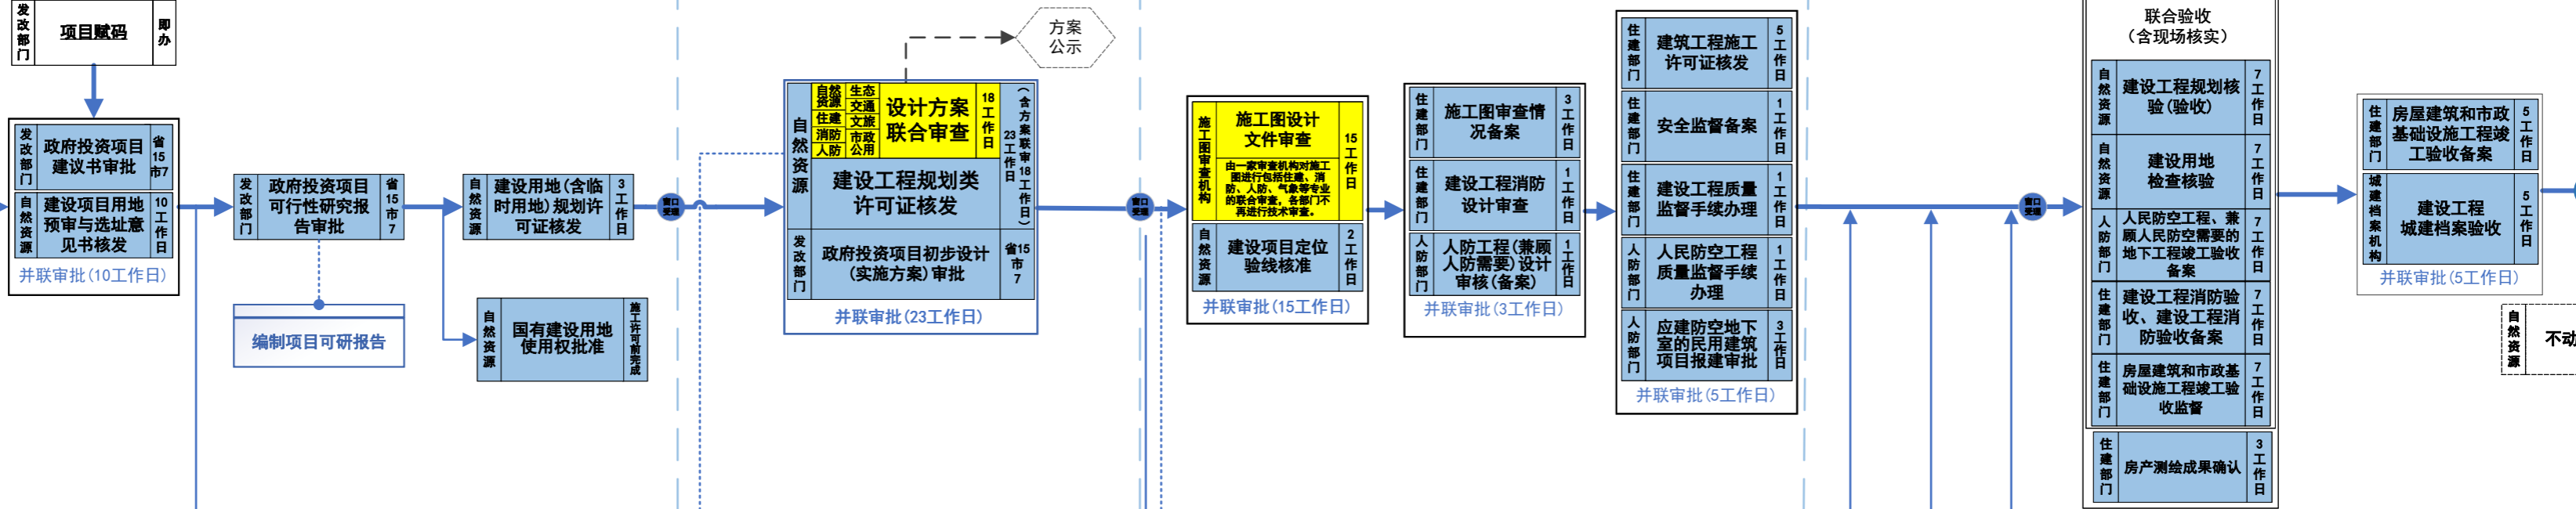 发改部门
项目赋码
即办
发改部门
政府投资项目
建议书审批
省
15
市7
自然资源
建设项目用地
预审与选址意
见书核发
10工作日
并联审批(10工作日)
发改部门
政府投资项目
可行性研究报
告审批
省
15
市
7
编制项目可研报告
自然资源
建设用地(含临
时用地)规划许
可证核发
3工作日
自然资源
国有建设用地
使用权批准
施工许可前完成
窗口
受理
方案
公示
自然资源
自然
资源
住建
消防
人防
生态
交通
文旅
市政
公用
设计方案
联合审查
18工作日
23工作日
(含方案联审18工作日)
建设工程规划类
许可证核发
发改部门
政府投资项目初步设计
(实施方案)审批
省15
市
7
并联审批(23工作日)
窗口
受理
施工图审查机构
施工图设计
文件审查
由一家审查机构对施工
图进行包括住建、消
防、人防、气象等专业
的联合审查，各部门不
再进行技术审查。
15工作日
自然资源
建设项目定位
验线核准
2工作日
并联审批(15工作日)
住建部门
施工图审查情
况备案
3工作日
住建部门
建设工程消防
设计审查
1工作日
人防部门
人防工程(兼顾
人防需要)设计
审核(备案)
1工作日
并联审批(3工作日)
住建部门
建筑工程施工
许可证核发
5工作日
住建部门
安全监督备案
1工作日
住建部门
建设工程质量
监督手续办理
1工作日
人防部门
人民防空工程
质量监督手续
办理
1工作日
人防部门
应建防空地下
室的民用建筑
项目报建审批
3工作日
并联审批(5工作日)
窗口
受理
联合验收
(含现场核实)
自然资源
建设工程规划核
验(验收)
7工作日
自然资源
建设用地
检查核验
7工作日
人防部门
人民防空工程、兼
顾人民防空需要的
地下工程竣工验收
备案
7工作日
住建部门
建设工程消防验
收、建设工程消
防验收备案
7工作日
住建部门
房屋建筑和市政基
础设施工程竣工验
收监督
7工作日
住建部门
房产测绘成果确认
3工作日
住建部门
房屋建筑和市政
基础设施工程竣
工验收备案
5工作日
城建档案机构
建设工程
城建档案验收
5工作日
并联审批(5工作日)
自然资源
不动